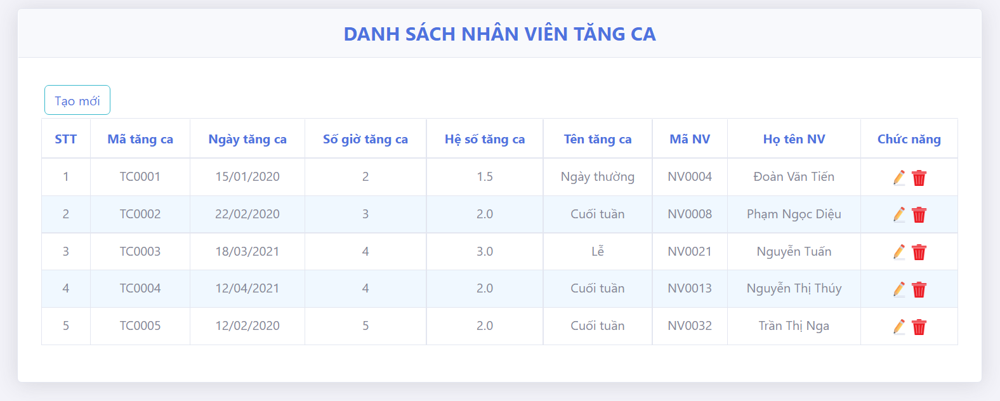 DANH SÁCH NHÂN VIÊN TĂNG CA
Tạo mới
STT Mã tăng ca Ngày tăng ca Số giờ tăng ca Hệ số tăng ca Tên tăng ca Mã NV Họ tên NV Chức năng
1 TC0001 15/01/2020 2 1.5 Ngày thường NV0004 Đoàn Văn Tiến
2 TC0002 22/02/2020 3 2.0 Cuối tuần NV0008 Phạm Ngọc Diệu
3 TC0003 18/03/2021 4 3.0 Lễ NV0021 Nguyễn Tuấn
4 TC0004 12/04/2021 4 2.0 Cuối tuần NV0013 Nguyễn Thị Thúy
5 TC0005 12/02/2020 5 2.0 Cuối tuần NV0032 Trần Thị Nga